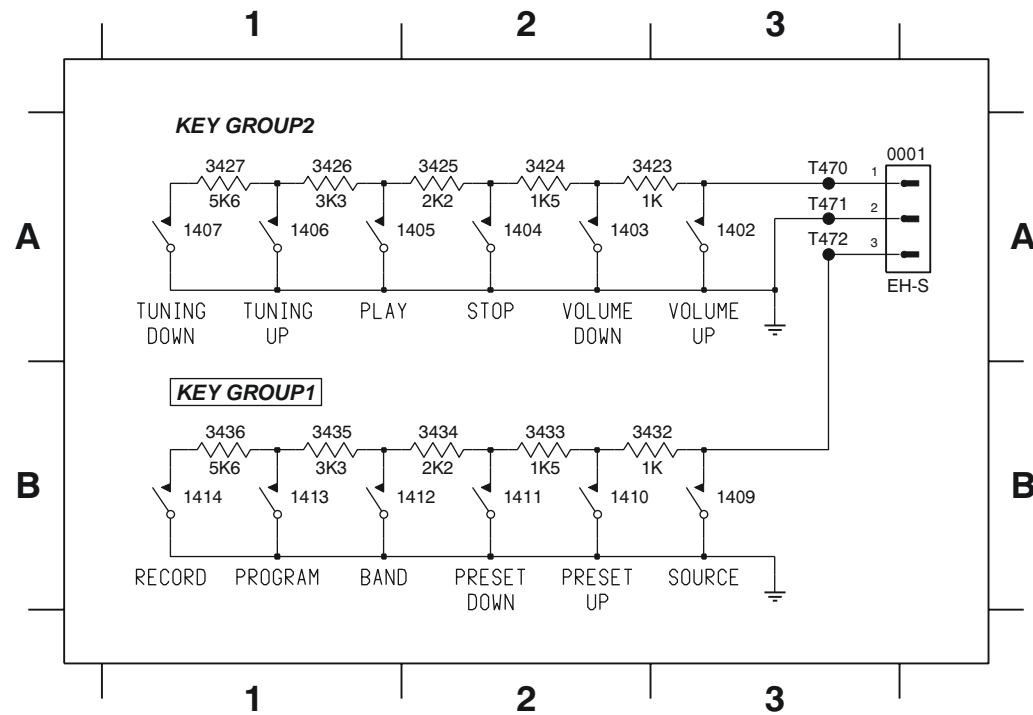 1 2 3
KEY GROUP2
3427 3426 3425 3424 3423
5K6 3K3 2K2 1K5 1K
T470 1 0001
T471 2
T472 3
EH-S
A A
1407 1406 1405 1404 1403 1402
TUNING DOWN
TUNING UP
PLAY
STOP
VOLUME DOWN
VOLUME UP
KEY GROUP1
3436 3435 3434 3433 3432
5K6 3K3 2K2 1K5 1K
B B
1414 1413 1412 1411 1410 1409
RECORD
PROGRAM
BAND
PRESET DOWN
PRESET UP
SOURCE
1 2 3